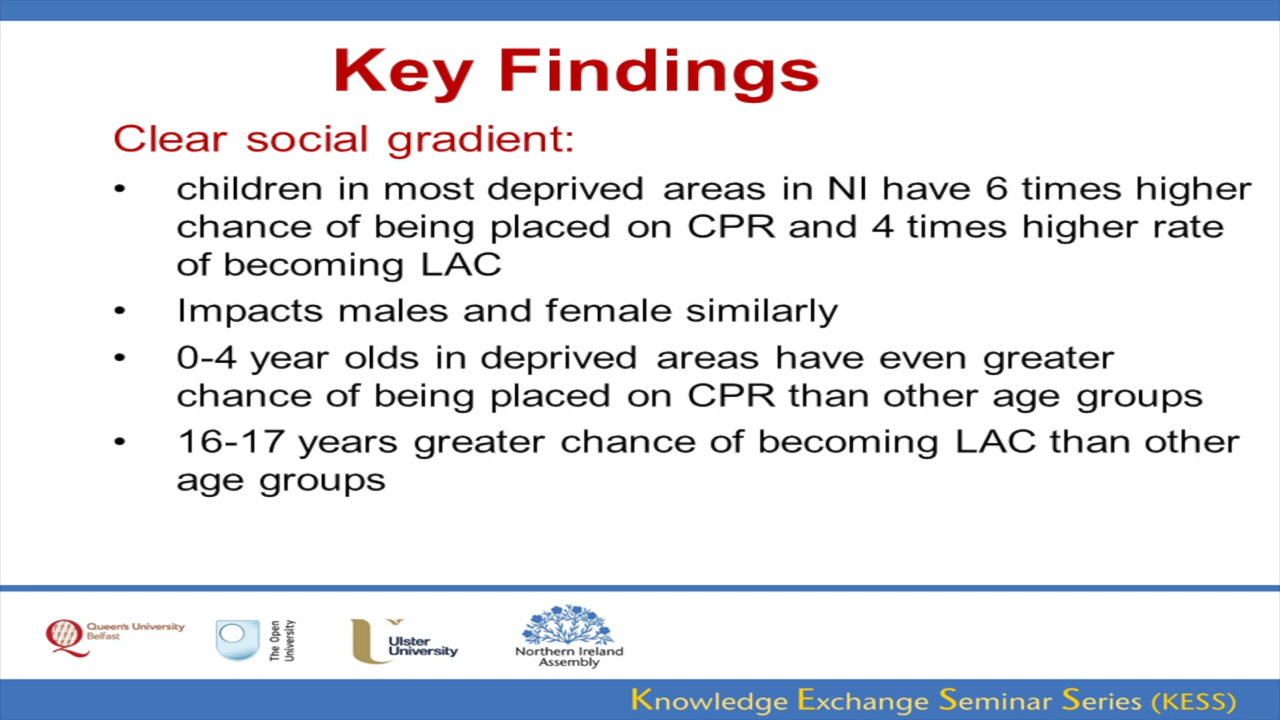 Key Findings
Clear social gradient:
• children in most deprived areas in NI have 6 times higher
chance of being placed on CPR and 4 times higher rate
of becoming LAC
• Impacts males and female similarly
• 0-4 year olds in deprived areas have even greater
chance of being placed on CPR than other age groups
• 16-17 years greater chance of becoming LAC than other
age groups
Queen's University
Belfast
The Open
University
Ulster
University
Northern Ireland
Assembly
Knowledge Exchange Seminar Series (KESS)